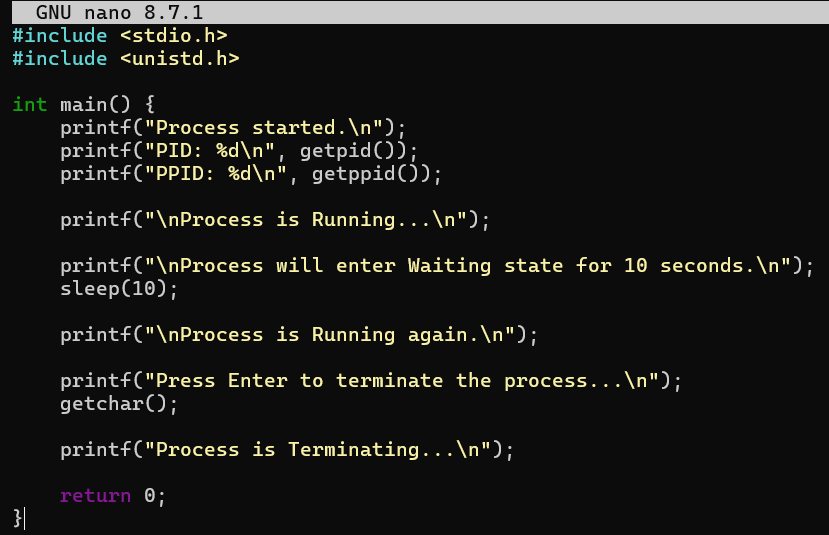 GNU nano 8.7.1
#include <stdio.h>
#include <unistd.h>

int main() {
    printf("Process started.\n");
    printf("PID: %d\n", getpid());
    printf("PPID: %d\n", getppid());

    printf("\nProcess is Running...\n");

    printf("\nProcess will enter Waiting state for 10 seconds.\n");
    sleep(10);

    printf("\nProcess is Running again.\n");

    printf("Press Enter to terminate the process...\n");
    getchar();

    printf("Process is Terminating...\n");

    return 0;
}